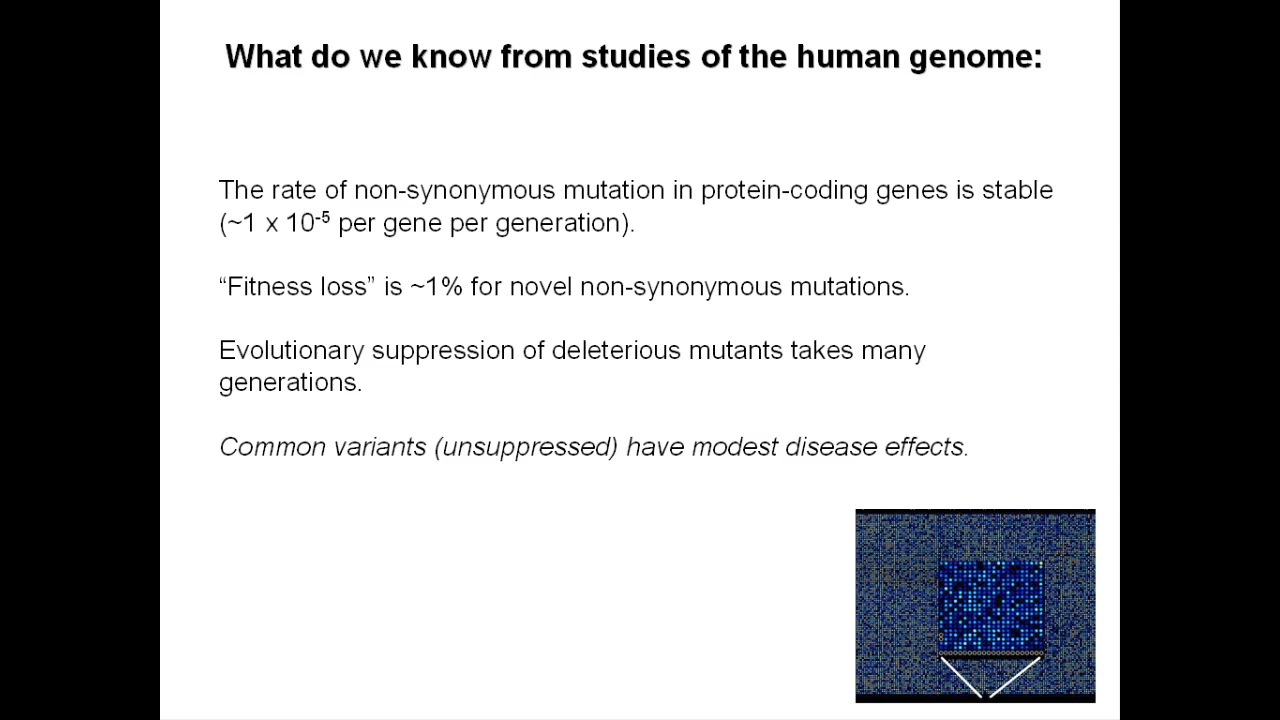 What do we know from studies of the human genome:
The rate of non-synonymous mutation in protein-coding genes is stable
(~1 x 10⁻⁵ per gene per generation).
“Fitness loss” is ~1% for novel non-synonymous mutations.
Evolutionary suppression of deleterious mutants takes many
generations.
Common variants (unsuppressed) have modest disease effects.